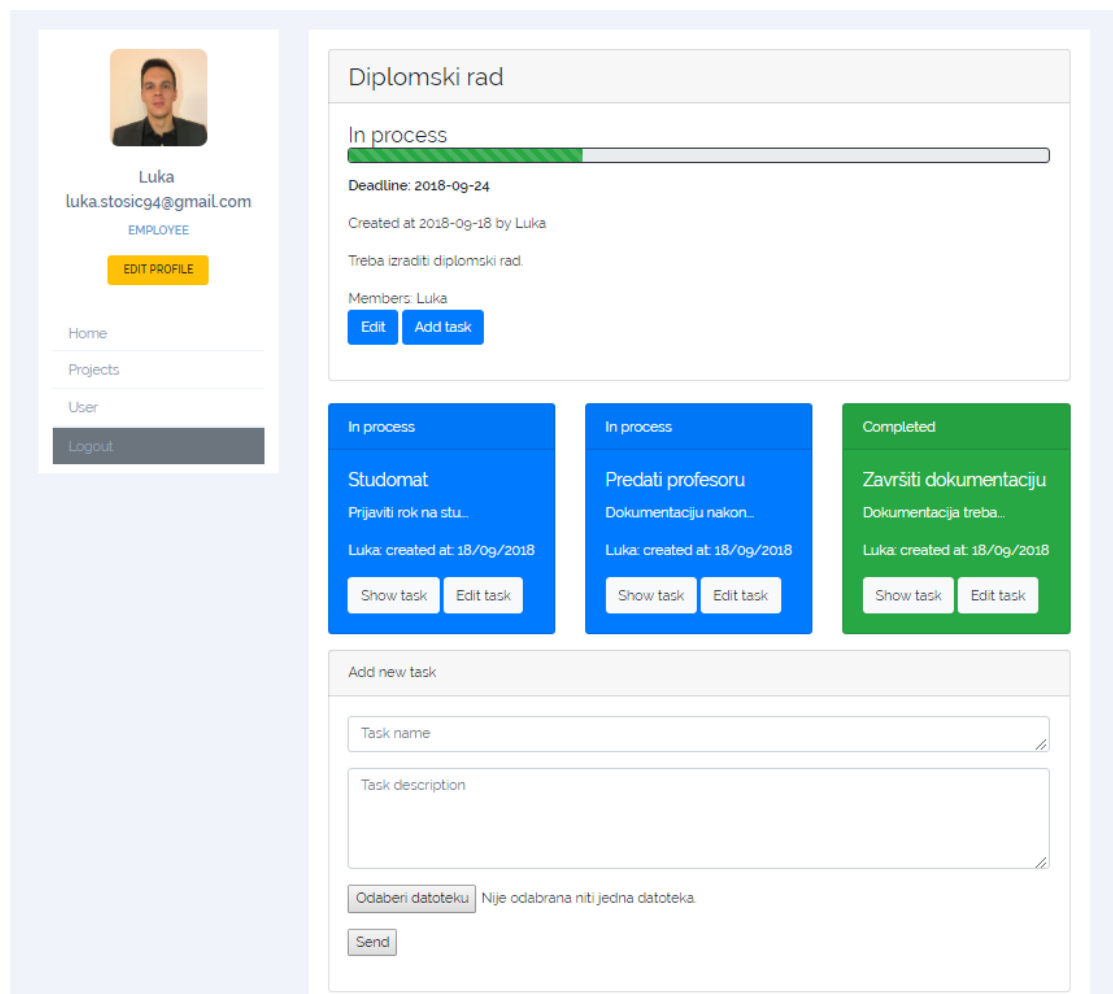 Luka
luka.stosic94@gmail.com
EMPLOYEE
EDIT PROFILE
Home
Projects
User
Logout
Diplomski rad
In process
Deadline: 2018-09-24
Created at 2018-09-18 by Luka
Treba izraditi diplomski rad.
Members: Luka
Edit Add task
In process
Studomat
Prijaviti rok na stu...
Luka: created at: 18/09/2018
Show task Edit task
In process
Predati profesoru
Dokumentaciju nakon...
Luka: created at: 18/09/2018
Show task Edit task
Completed
Završiti dokumentaciju
Dokumentacija treba...
Luka: created at: 18/09/2018
Show task Edit task
Add new task
Task name
Task description
Odaberi datoteku Nije odabrana niti jedna datoteka.
Send